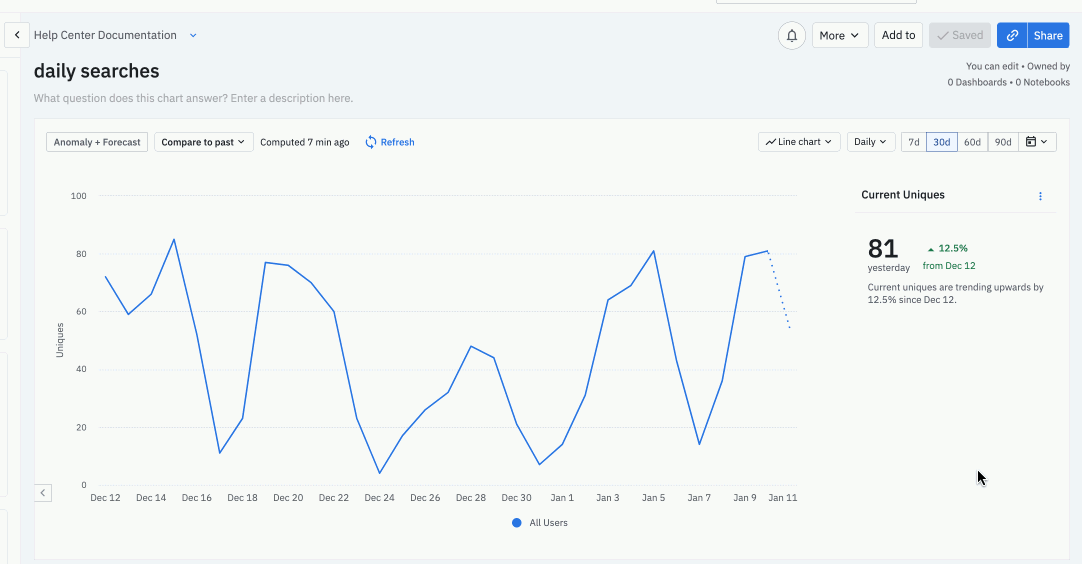 Help Center Documentation
More
Add to
Saved
Share
daily searches
You can edit • Owned by
0 Dashboards • 0 Notebooks
What question does this chart answer? Enter a description here.
Anomaly + Forecast
Compare to past
Computed 7 min ago
Refresh
Line chart
Daily
7d
30d
60d
90d
Current Uniques
81
yesterday
12.5%
from Dec 12
Current uniques are trending upwards by
12.5% since Dec 12.
Uniques
100
80
60
40
20
0
Dec 12 Dec 14 Dec 16 Dec 18 Dec 20 Dec 22 Dec 24 Dec 26 Dec 28 Dec 30 Jan 1 Jan 3 Jan 5 Jan 7 Jan 9 Jan 11
All Users